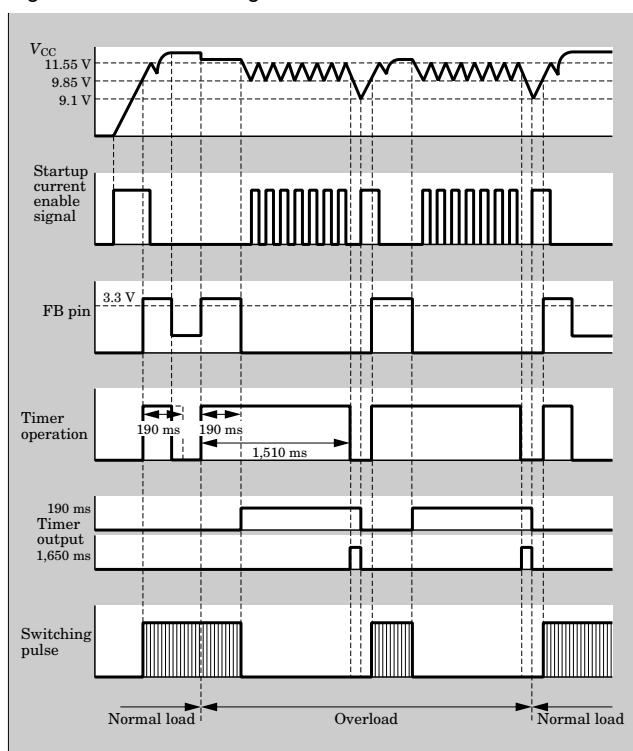 V_CC
11.55 V
9.85 V
9.1 V
Startup
current
enable
signal
3.3 V
FB pin
Timer
operation
190 ms
190 ms
1,510 ms
190 ms
Timer
output
1,650 ms
Switching
pulse
Normal load
Overload
Normal load